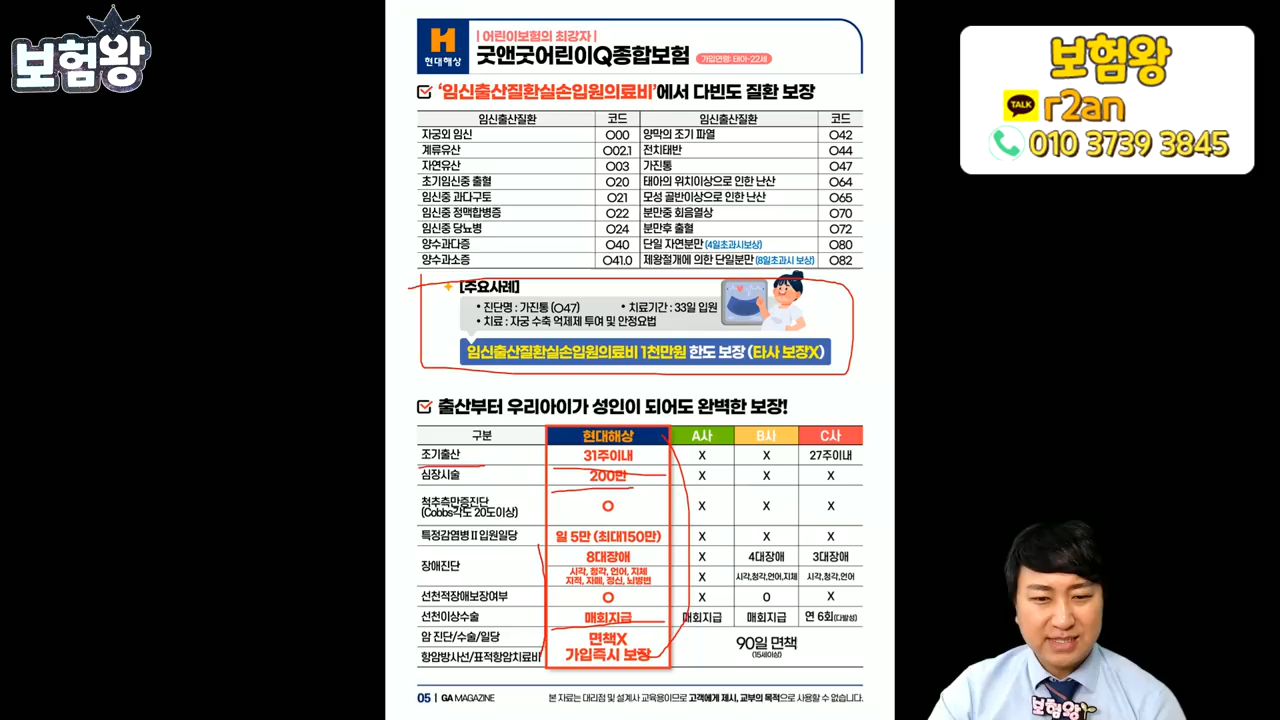 보험왕
현대해상
| 어린이보험의 최강자 |
굿앤굿어린이Q종합보험 가입연령: 태아~22세
보험왕
TALK r2an
010 3739 3845
'임신출산질환실손입원의료비'에서 다빈도 질환 보장
임신출산질환 코드 임신출산질환 코드
자궁외 임신 O00 양막의 조기 파열 O42
계류유산 O02.1 전치태반 O44
자연유산 O03 가진통 O47
초기임신중 출혈 O20 태아의 위치이상으로 인한 난산 O64
임신중 과다구토 O21 모성 골반이상으로 인한 난산 O65
임신중 정맥합병증 O22 분만중 회음열상 O70
임신중 당뇨병 O24 분만후 출혈 O72
양수과다증 O40 단일 자연분만 (4일초과시보상) O80
양수과소증 O41.0 제왕절개에 의한 단일분만 (8일초과시 보상) O82
[주요사례]
• 진단명 : 가진통 (O47) • 치료기간 : 33일 입원
• 치료 : 자궁 수축 억제제 투여 및 안정요법
임신출산질환실손입원의료비 1천만원 한도 보장 (타사 보장X)
출산부터 우리아이가 성인이 되어도 완벽한 보장!
구분 현대해상 A사 B사 C사
조기출산 31주이내 X X 27주이내
심장시술 200만 X X X
척추측만증진단
(Cobbs각도 20도이상) O X X X
특정감염병 II 입원일당 일 5만 (최대150만) X X X
장애진단 8대장애 X 4대장애 3대장애
시각, 청각, 언어, 지체
지적, 자폐, 정신, 뇌병변 X 시각,청각,언어,지체 시각,청각,언어
선천적장애보장여부 O X O X
선천이상수술 매회지급 매회지급 매회지급 연 6회(다발성)
암 진단/수술/일당 면책X 90일 면책
항암방사선/표적항암치료비 가입즉시 보장 (15세이상)
05 | GA MAGAZINE 본 자료는 대리점 및 설계사 교육용이므로 고객에게 제시, 교부의 목적으로 사용할 수 없습니다.
보험왕